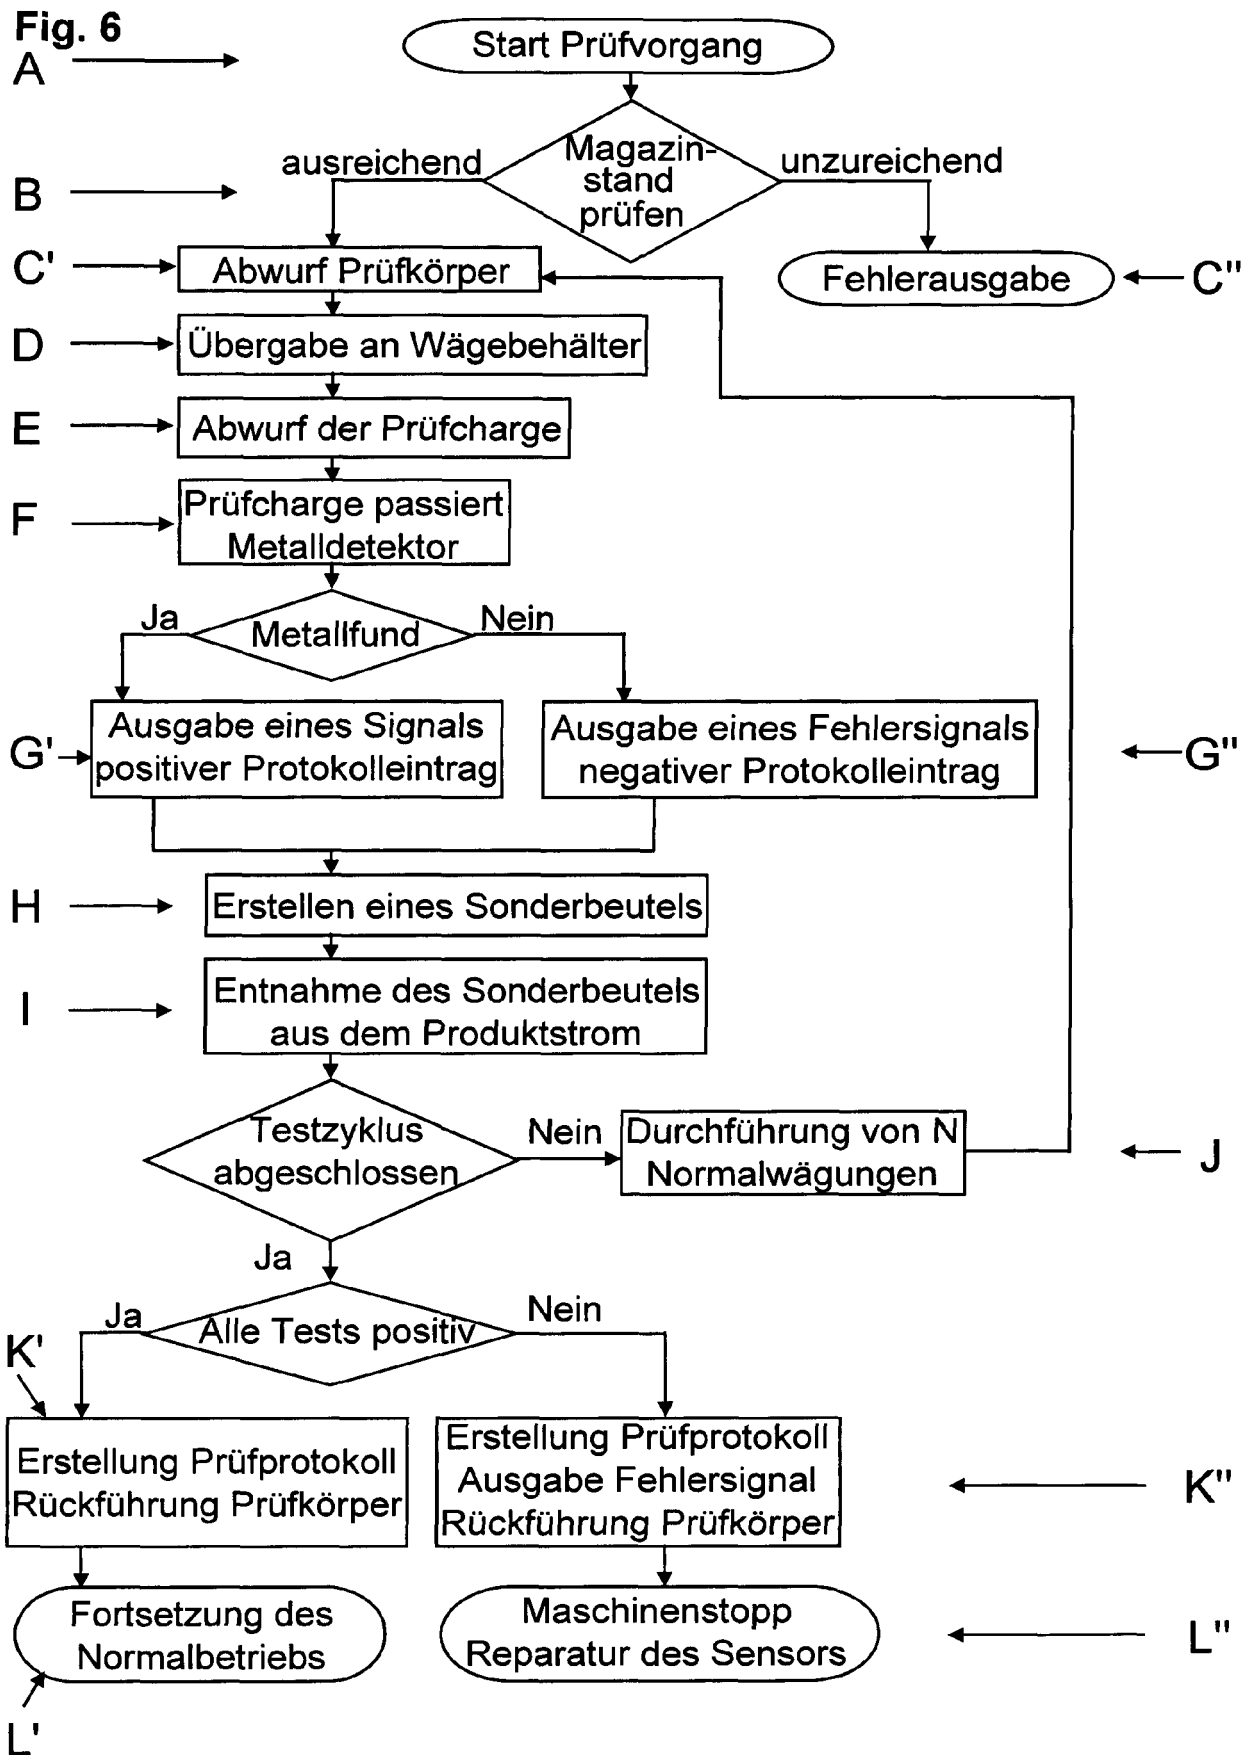 Fig. 6
A
Start Prüfvorgang
B
ausreichend
Magazin-
stand
prüfen
unzureichend
C'
Abwurf Prüfkörper
Fehlerausgabe
C"
D
Übergabe an Wägebehälter
E
Abwurf der Prüfcharge
F
Prüfcharge passiert
Metalldetektor
Ja
Metallfund
Nein
G'
Ausgabe eines Signals
positiver Protokolleintrag
Ausgabe eines Fehlersignals
negativer Protokolleintrag
G"
H
Erstellen eines Sonderbeutels
I
Entnahme des Sonderbeutels
aus dem Produktstrom
Testzyklus
abgeschlossen
Nein
Durchführung von N
Normalwägungen
J
Ja
Ja
Alle Tests positiv
Nein
K'
Erstellung Prüfprotokoll
Rückführung Prüfkörper
Erstellung Prüfprotokoll
Ausgabe Fehlersignal
Rückführung Prüfkörper
K"
Fortsetzung des
Normalbetriebs
Maschinenstopp
Reparatur des Sensors
L"
L'